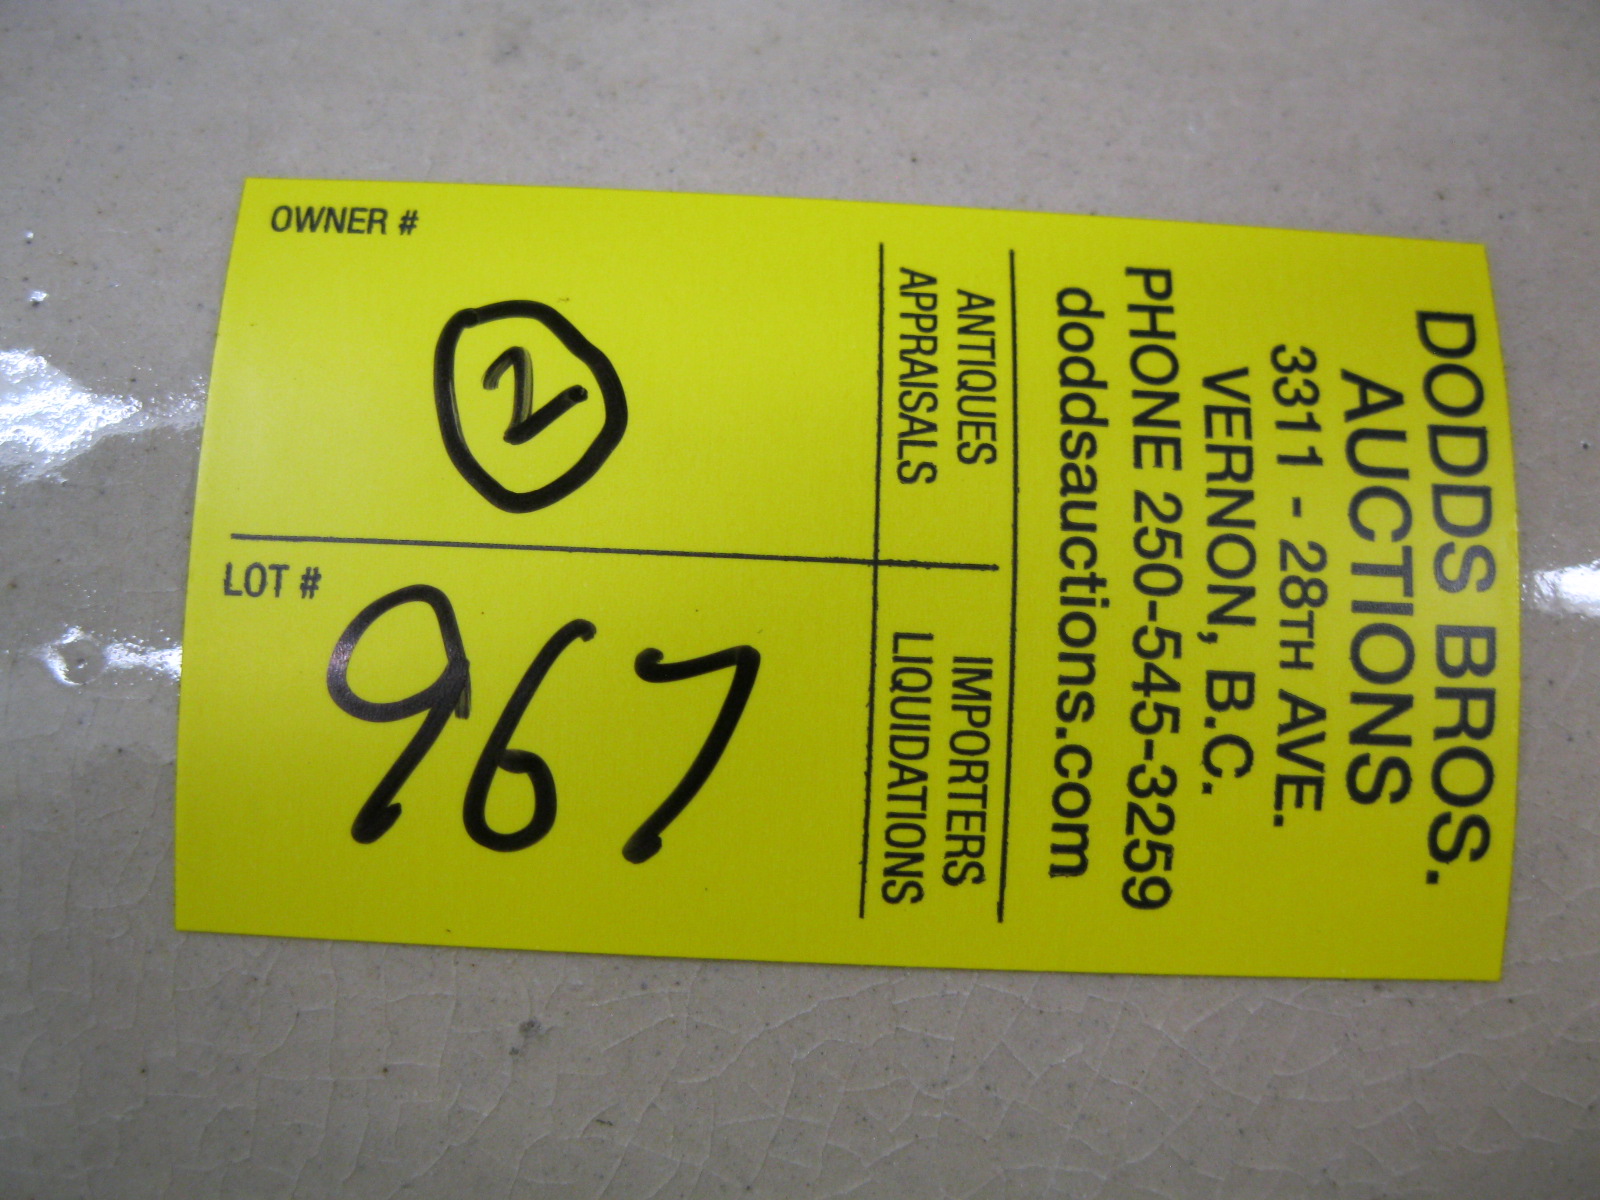 DODDS BROS.
AUCTIONS
3311 - 28TH AVE.
VERNON, B.C.
PHONE 250-545-3259
doddsauctions.com
ANTIQUES
APPRAISALS
IMPORTERS
LIQUIDATIONS
OWNER #
2
LOT #
967